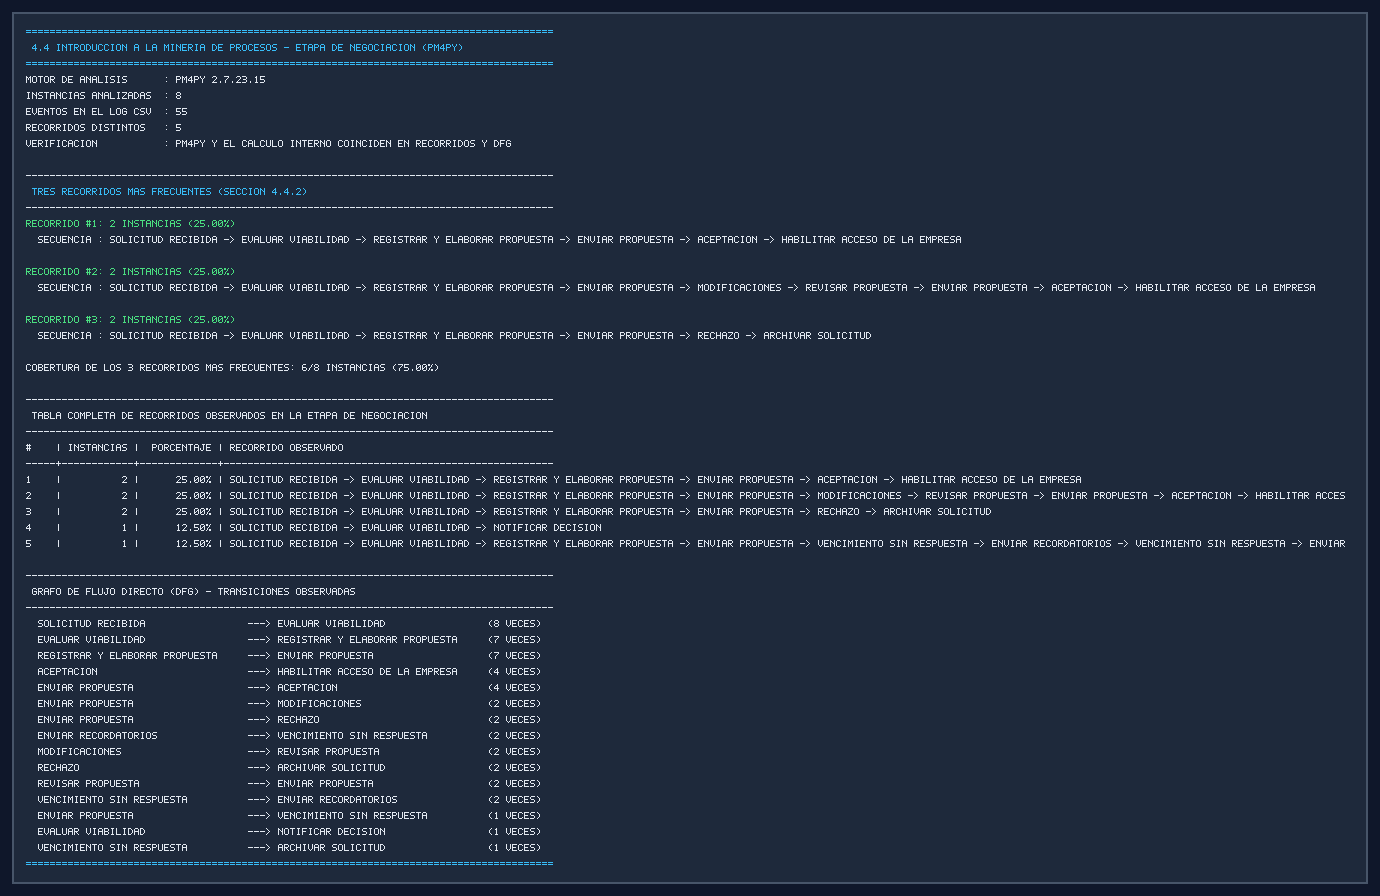 ========================================================================================
4.4 INTRODUCCION A LA MINERIA DE PROCESOS - ETAPA DE NEGOCIACION (PM4PY)
========================================================================================
MOTOR DE ANALISIS      : PM4PY 2.7.23.15
INSTANCIAS ANALIZADAS  : 8
EVENTOS EN EL LOG CSV  : 55
RECORRIDOS DISTINTOS   : 5
VERIFICACION           : PM4PY Y EL CALCULO INTERNO COINCIDEN EN RECORRIDOS Y DFG
----------------------------------------------------------------------------------------
TRES RECORRIDOS MAS FRECUENTES (SECCION 4.4.2)
----------------------------------------------------------------------------------------
RECORRIDO #1: 2 INSTANCIAS (25.00%)
SECUENCIA : SOLICITUD RECIBIDA -> EVALUAR VIABILIDAD -> REGISTRAR Y ELABORAR PROPUESTA -> ENVIAR PROPUESTA -> ACEPTACION -> HABILITAR ACCESO DE LA EMPRESA
RECORRIDO #2: 2 INSTANCIAS (25.00%)
SECUENCIA : SOLICITUD RECIBIDA -> EVALUAR VIABILIDAD -> REGISTRAR Y ELABORAR PROPUESTA -> ENVIAR PROPUESTA -> MODIFICACIONES -> REVISAR PROPUESTA -> ENVIAR PROPUESTA -> ACEPTACION -> HABILITAR ACCESO DE LA EMPRESA
RECORRIDO #3: 2 INSTANCIAS (25.00%)
SECUENCIA : SOLICITUD RECIBIDA -> EVALUAR VIABILIDAD -> REGISTRAR Y ELABORAR PROPUESTA -> ENVIAR PROPUESTA -> RECHAZO -> ARCHIVAR SOLICITUD
COBERTURA DE LOS 3 RECORRIDOS MAS FRECUENTES: 6/8 INSTANCIAS (75.00%)
----------------------------------------------------------------------------------------
TABLA COMPLETA DE RECORRIDOS OBSERVADOS EN LA ETAPA DE NEGOCIACION
----------------------------------------------------------------------------------------
#    | INSTANCIAS |  PORCENTAJE | RECORRIDO OBSERVADO
-----+------------+-------------+-------------------------------------------------------
1    |          2 |      25.00% | SOLICITUD RECIBIDA -> EVALUAR VIABILIDAD -> REGISTRAR Y ELABORAR PROPUESTA -> ENVIAR PROPUESTA -> ACEPTACION -> HABILITAR ACCESO DE LA EMPRESA
2    |          2 |      25.00% | SOLICITUD RECIBIDA -> EVALUAR VIABILIDAD -> REGISTRAR Y ELABORAR PROPUESTA -> ENVIAR PROPUESTA -> MODIFICACIONES -> REVISAR PROPUESTA -> ENVIAR PROPUESTA -> ACEPTACION -> HABILITAR ACCES
3    |          2 |      25.00% | SOLICITUD RECIBIDA -> EVALUAR VIABILIDAD -> REGISTRAR Y ELABORAR PROPUESTA -> ENVIAR PROPUESTA -> RECHAZO -> ARCHIVAR SOLICITUD
4    |          1 |      12.50% | SOLICITUD RECIBIDA -> EVALUAR VIABILIDAD -> NOTIFICAR DECISION
5    |          1 |      12.50% | SOLICITUD RECIBIDA -> EVALUAR VIABILIDAD -> REGISTRAR Y ELABORAR PROPUESTA -> ENVIAR PROPUESTA -> VENCIMIENTO SIN RESPUESTA -> ENVIAR RECORDATORIOS -> VENCIMIENTO SIN RESPUESTA -> ENVIAR
----------------------------------------------------------------------------------------
GRAFO DE FLUJO DIRECTO (DFG) - TRANSICIONES OBSERVADAS
----------------------------------------------------------------------------------------
SOLICITUD RECIBIDA                 ---> EVALUAR VIABILIDAD                 (8 VECES)
EVALUAR VIABILIDAD                 ---> REGISTRAR Y ELABORAR PROPUESTA     (7 VECES)
REGISTRAR Y ELABORAR PROPUESTA     ---> ENVIAR PROPUESTA                   (7 VECES)
ACEPTACION                         ---> HABILITAR ACCESO DE LA EMPRESA     (4 VECES)
ENVIAR PROPUESTA                   ---> ACEPTACION                         (4 VECES)
ENVIAR PROPUESTA                   ---> MODIFICACIONES                     (2 VECES)
ENVIAR PROPUESTA                   ---> RECHAZO                            (2 VECES)
ENVIAR RECORDATORIOS               ---> VENCIMIENTO SIN RESPUESTA          (2 VECES)
MODIFICACIONES                     ---> REVISAR PROPUESTA                  (2 VECES)
RECHAZO                            ---> ARCHIVAR SOLICITUD                 (2 VECES)
REVISAR PROPUESTA                  ---> ENVIAR PROPUESTA                   (2 VECES)
VENCIMIENTO SIN RESPUESTA          ---> ENVIAR RECORDATORIOS               (2 VECES)
ENVIAR PROPUESTA                   ---> VENCIMIENTO SIN RESPUESTA          (1 VECES)
EVALUAR VIABILIDAD                 ---> NOTIFICAR DECISION                 (1 VECES)
VENCIMIENTO SIN RESPUESTA          ---> ARCHIVAR SOLICITUD                 (1 VECES)
========================================================================================